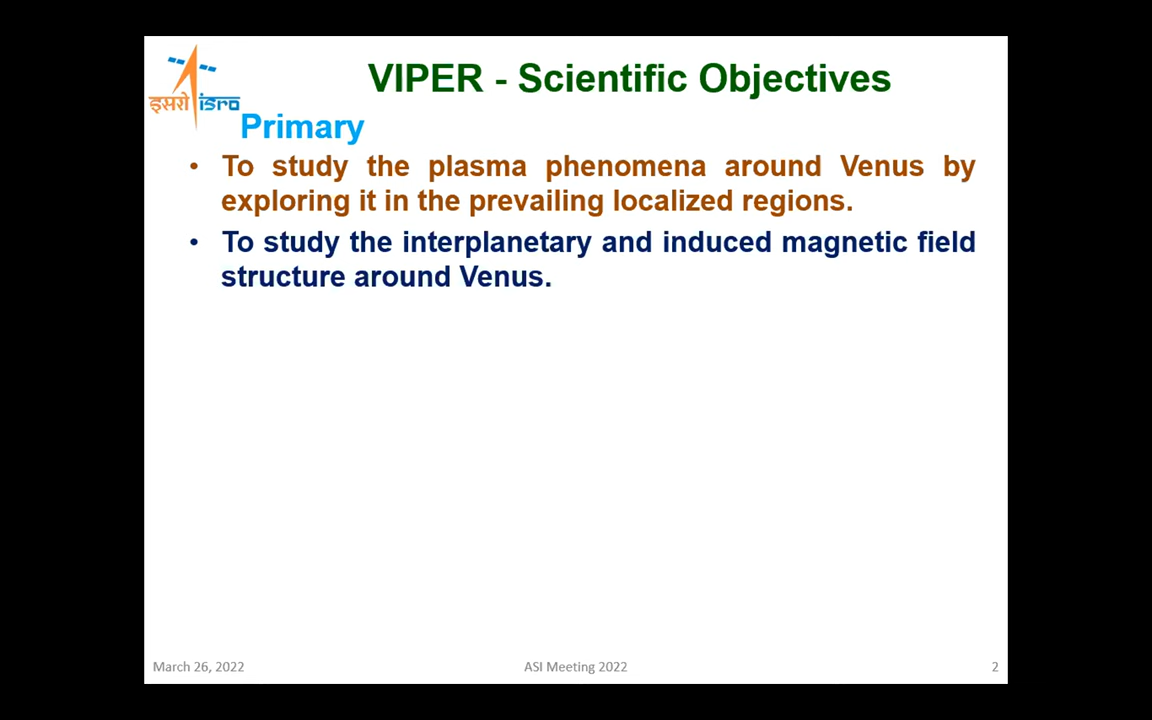 VIPER - Scientific Objectives
इसरो isro
Primary
• To study the plasma phenomena around Venus by
exploring it in the prevailing localized regions.
• To study the interplanetary and induced magnetic field
structure around Venus.
March 26, 2022
ASI Meeting 2022
2